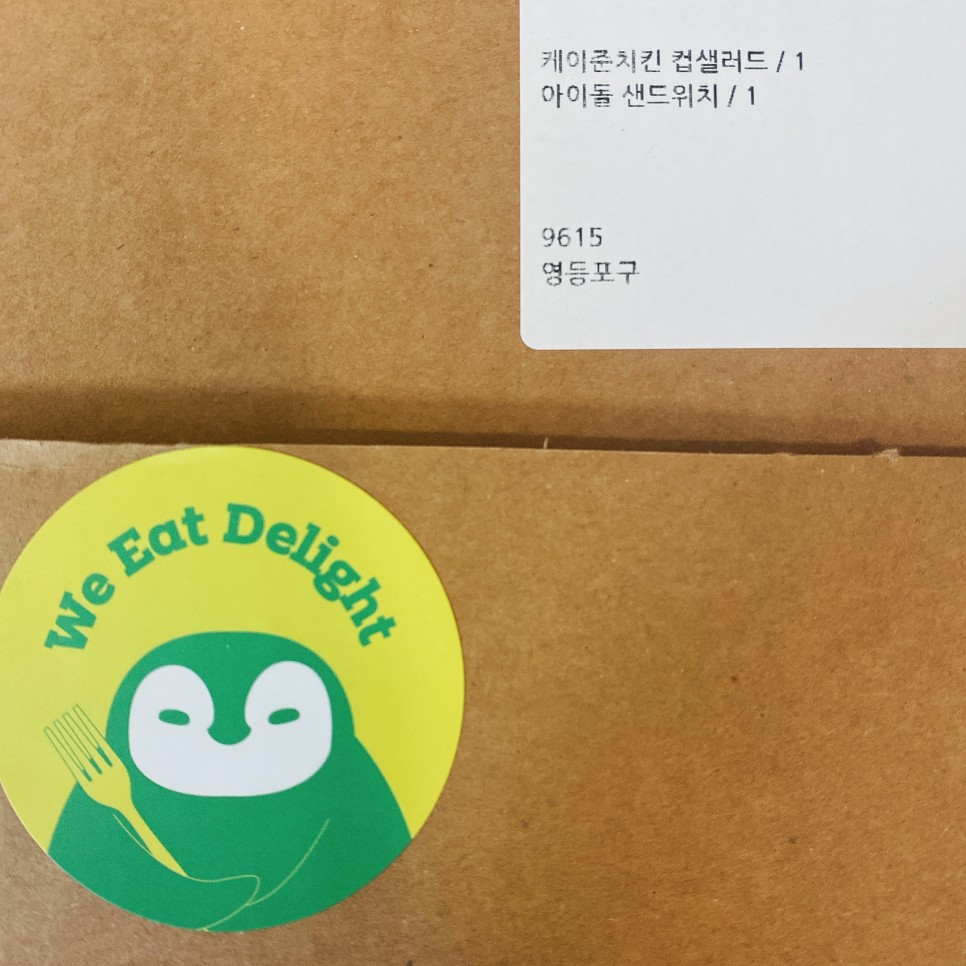 케이준치킨 컵샐러드 / 1
아이돌 샌드위치 / 1
9615
영등포구
We Eat Delight